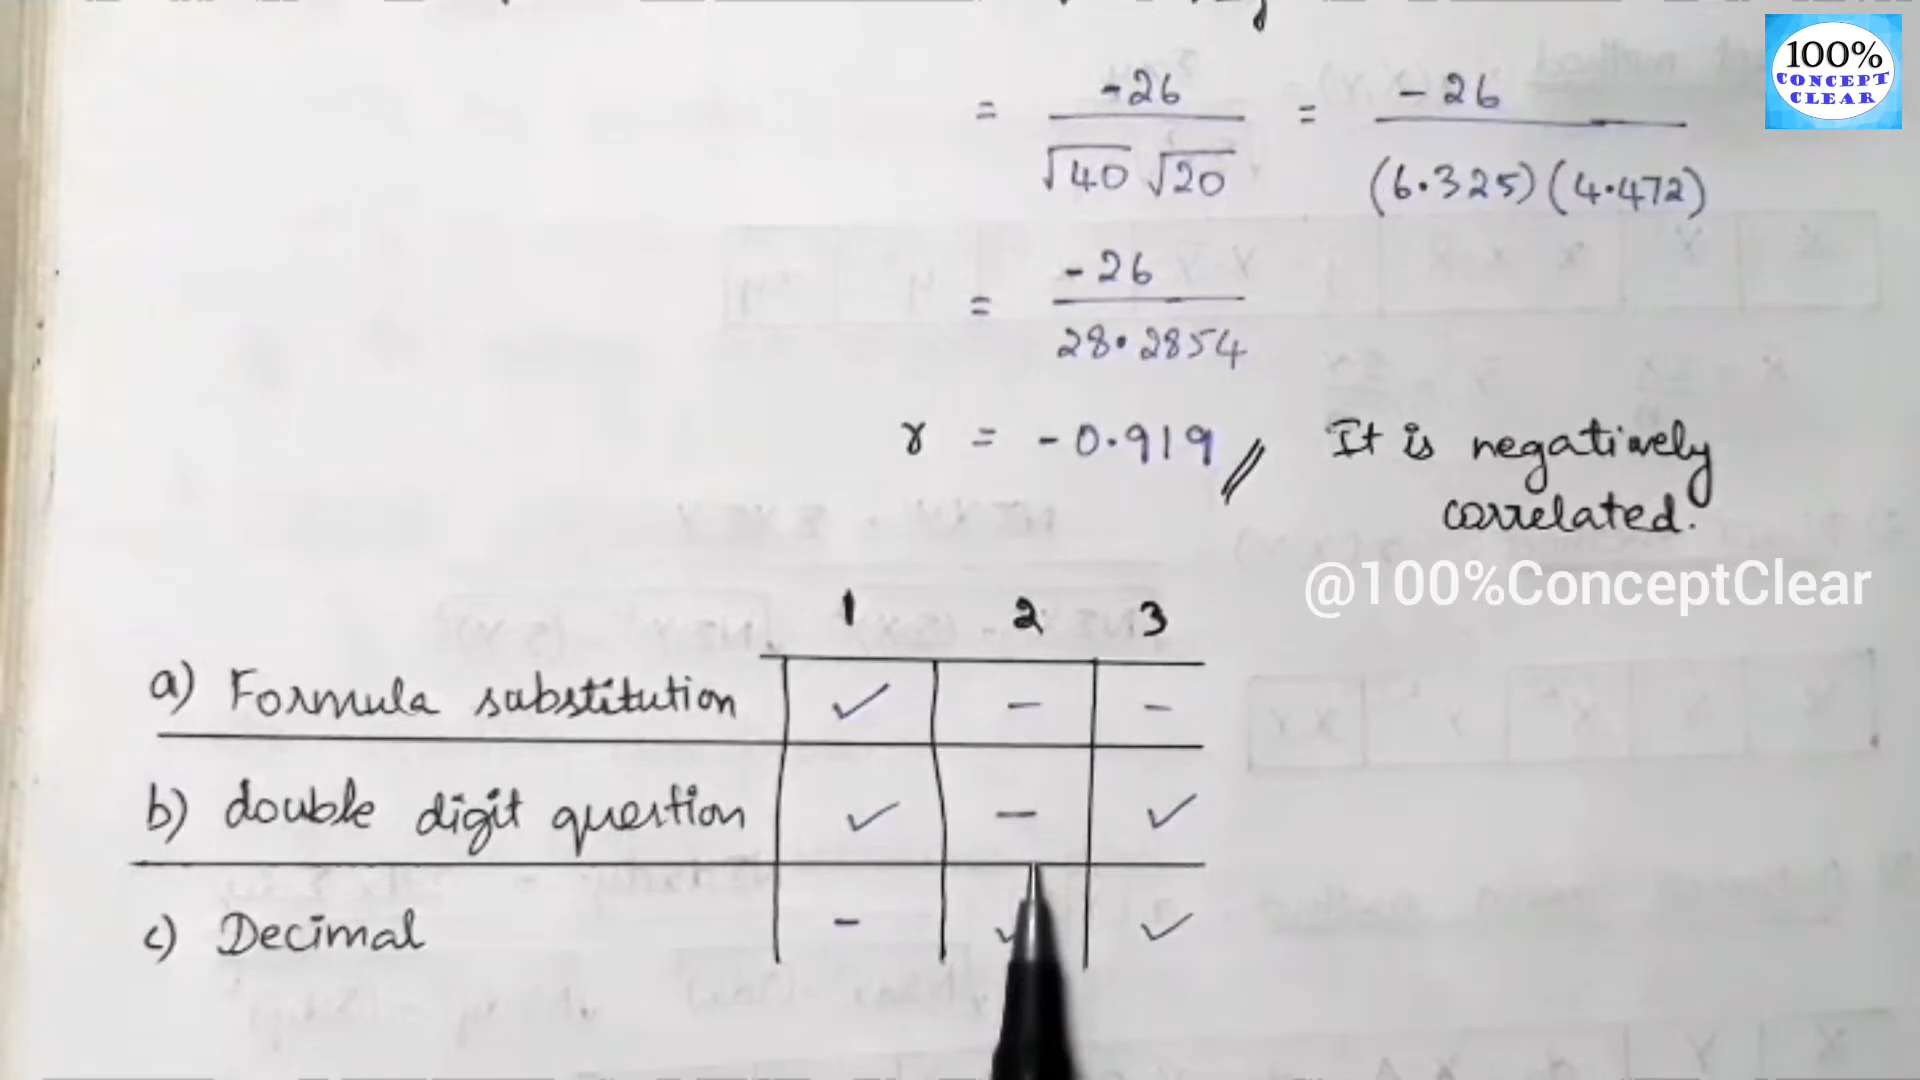 100%
CONCEPT
CLEAR
= -26 / √40 √20 = -26 / (6.325)(4.472)
= -26 / 28.2854
r = -0.919 // It is negatively
correlated.
@100%ConceptClear
1 2 3
a) Formula substitution ✓ - -
b) double digit question ✓ - ✓
c) Decimal - ✓ ✓